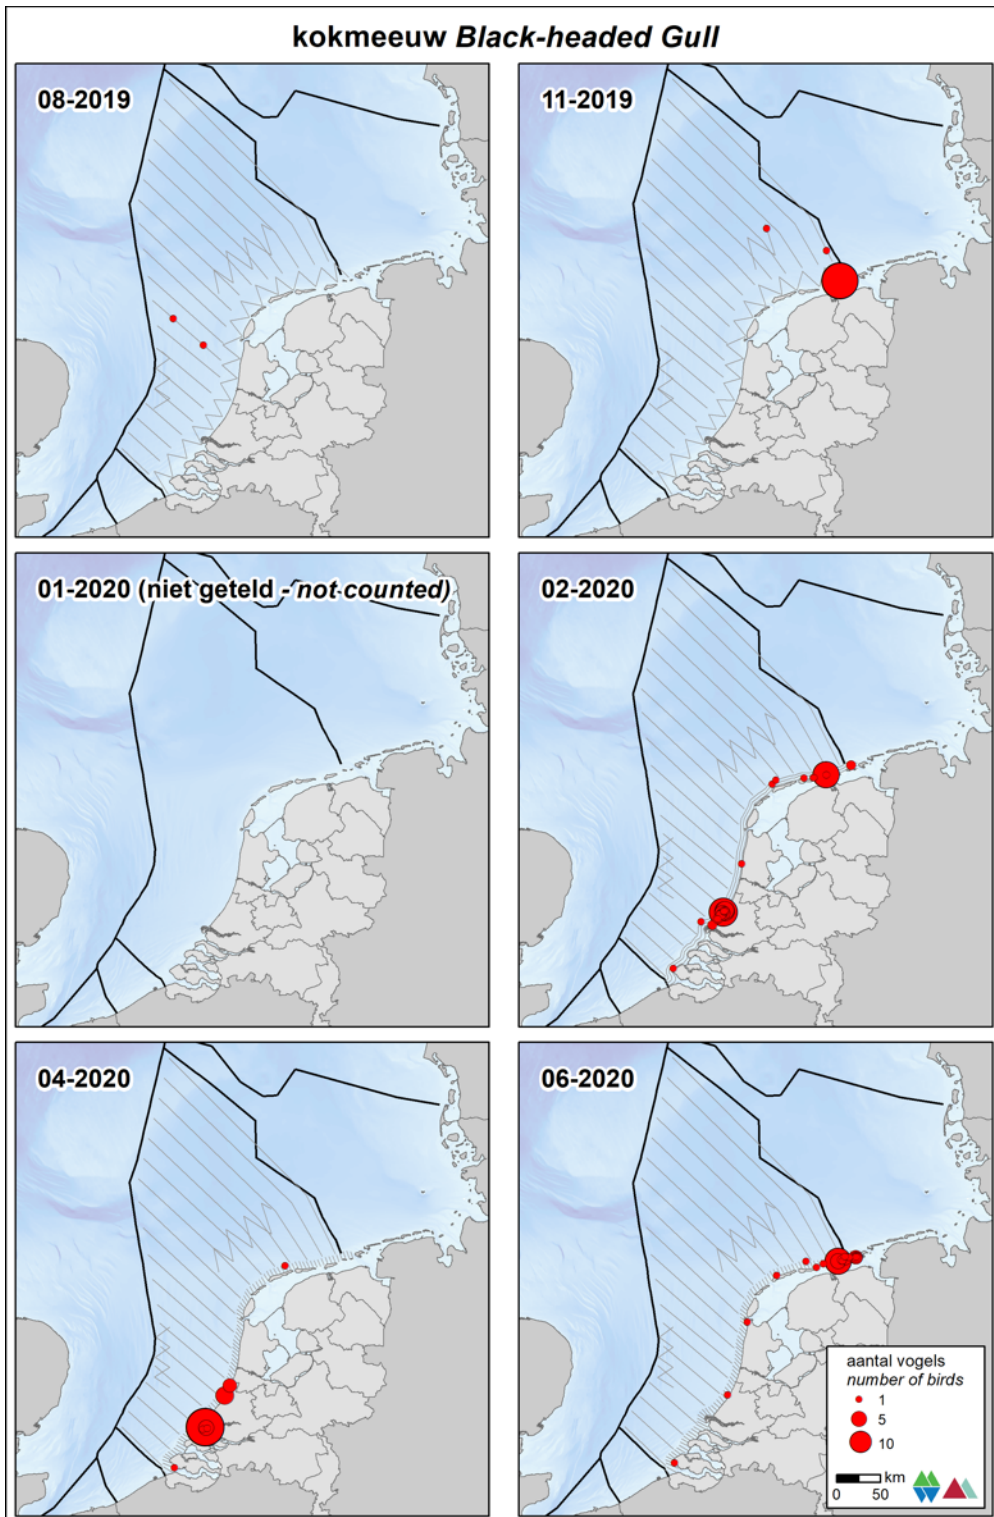 kokmeeuw Black-headed Gull
08-2019
11-2019
01-2020 (niet geteld - not counted)
02-2020
04-2020
06-2020
aantal vogels
number of birds
1
5
10
km
0 50